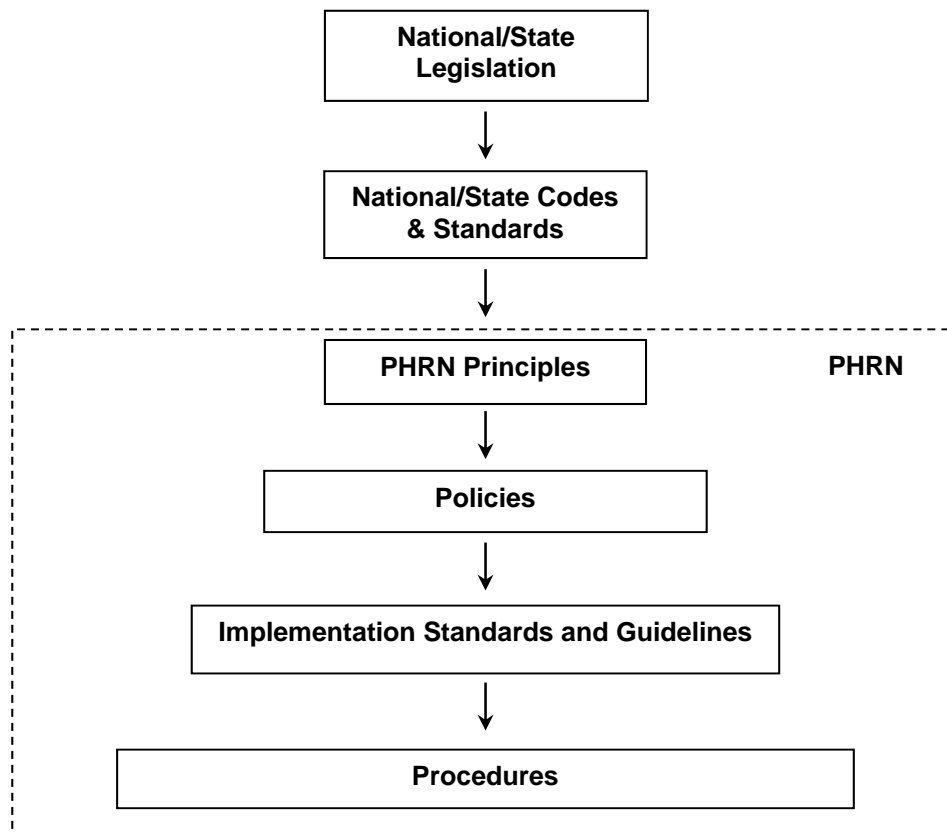 National/State
Legislation
National/State Codes
& Standards
PHRN Principles
PHRN
Policies
Implementation Standards and Guidelines
Procedures